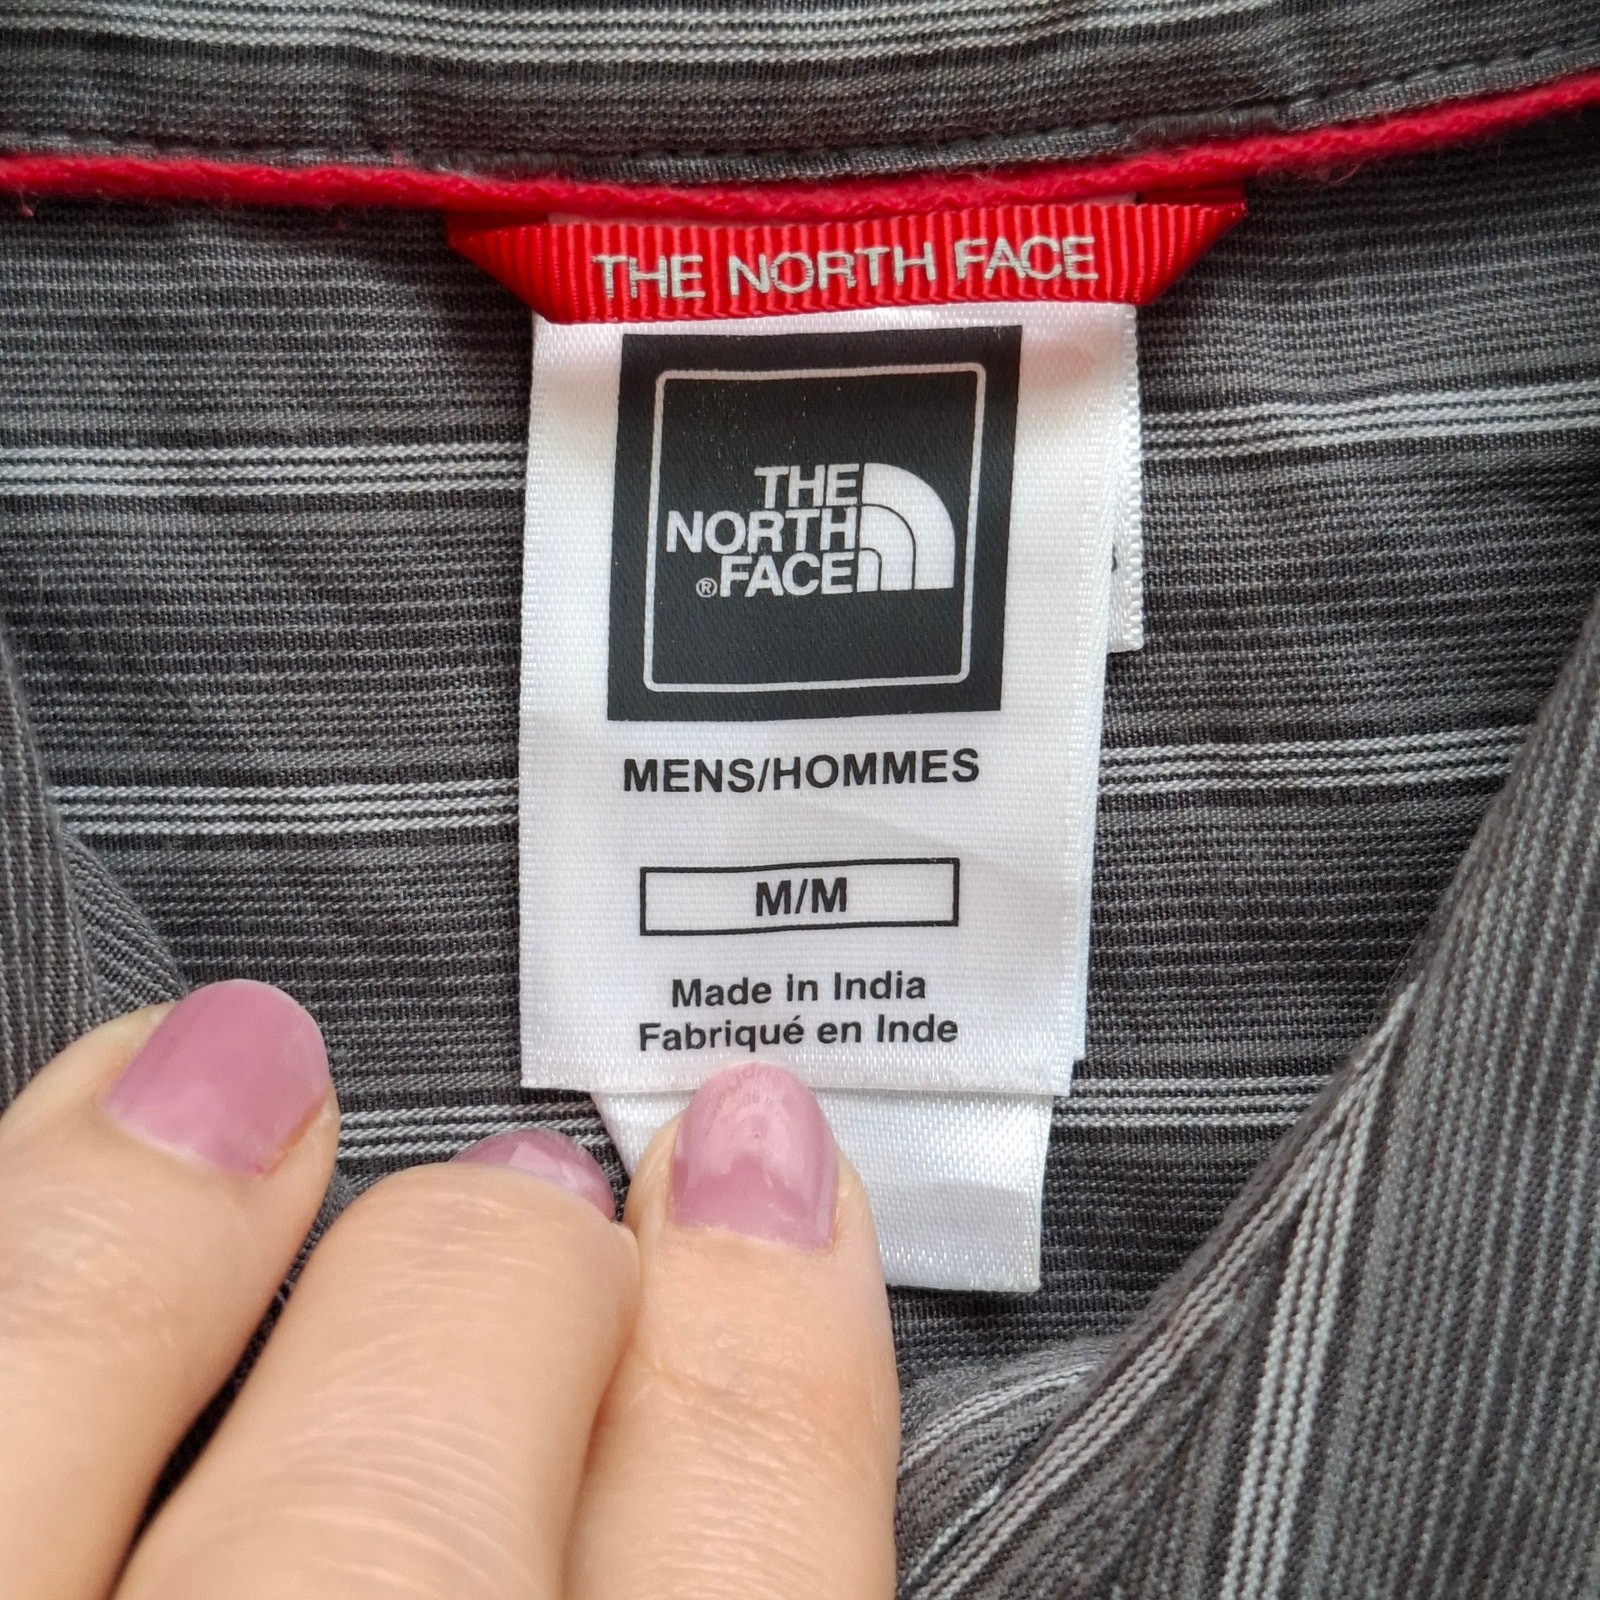 THE NORTH FACE
THE
NORTH
®FACE
MENS/HOMMES
M/M
Made in India
Fabriqué en Inde